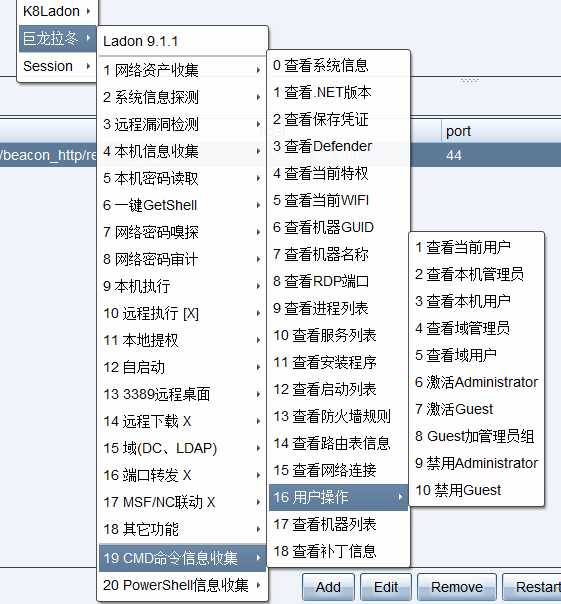 K8Ladon
巨龙拉冬
Session
Ladon 9.1.1
1 网络资产收集
2 系统信息探测
3 远程漏洞检测
4 本机信息收集
5 本机密码读取
6 一键GetShell
7 网络密码嗅探
8 网络密码审计
9 本机执行
10 远程执行 [X]
11 本地提权
12 自启动
13 3389远程桌面
14 远程下载 X
15 域(DC、LDAP)
16 端口转发 X
17 MSF/NC联动 X
18 其它功能
19 CMD命令信息收集
20 PowerShell信息收集
0 查看系统信息
1 查看.NET版本
2 查看保存凭证
3 查看Defender
4 查看当前特权
5 查看当前WIFI
6 查看机器GUID
7 查看机器名称
8 查看RDP端口
9 查看进程列表
10 查看服务列表
11 查看安装程序
12 查看启动列表
13 查看防火墙规则
14 查看路由表信息
15 查看网络连接
16 用户操作
17 查看机器列表
18 查看补丁信息
1 查看当前用户
2 查看本机管理员
3 查看本机用户
4 查看域管理员
5 查看域用户
6 激活Administrator
7 激活Guest
8 Guest加管理员组
9 禁用Administrator
10 禁用Guest
port
/beacon_http/re
44
Add
Edit
Remove
Restart